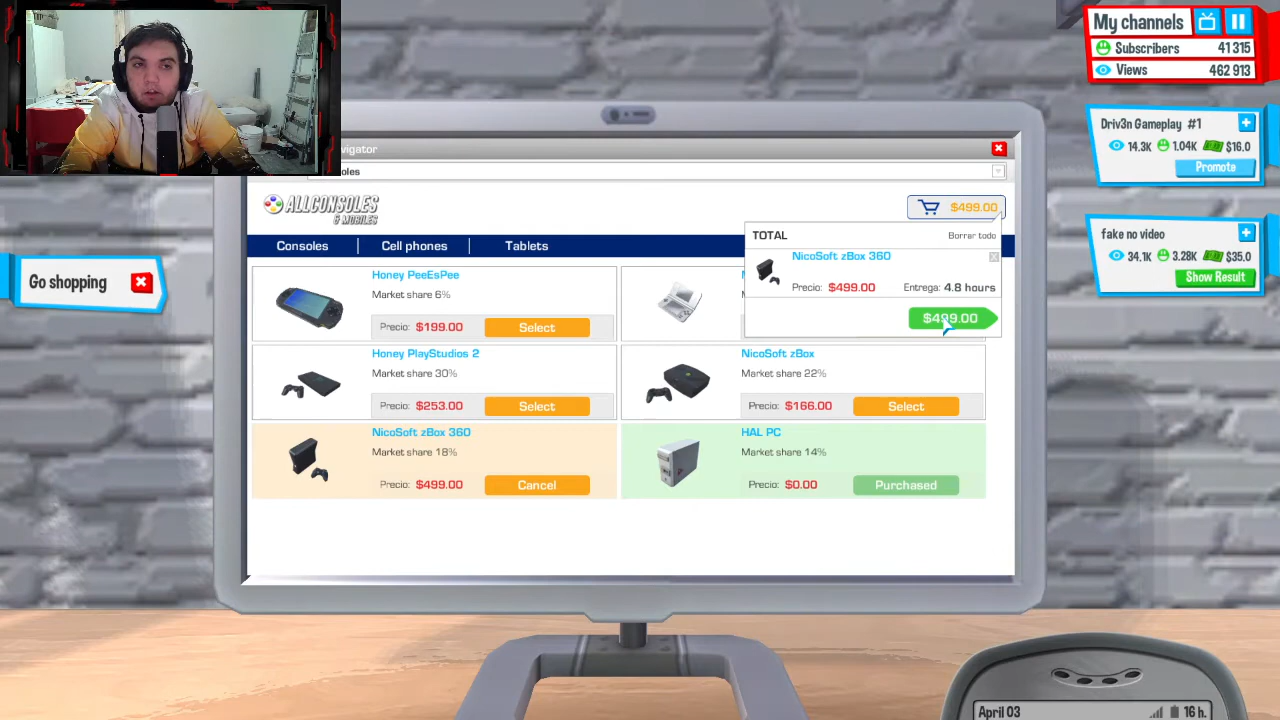 My channels
Subscribers 41 315
Views 462 913
Driv3n Gameplay #1
14.3K 1.04K $16.0
Promote
fake no video
34.1K 3.28K $35.0
Show Result
Go shopping
vigator
oles
ALLCONSOLES
& MOBILES
$499.00
Consoles Cell phones Tablets
TOTAL Borrar todo
NicoSoft zBox 360
Precio: $499.00 Entrega: 4.8 hours
$499.00
Honey PeeEsPee
Market share 6%
Precio: $199.00 Select
Honey PlayStudios 2
Market share 30%
Precio: $253.00 Select
NicoSoft zBox
Market share 22%
Precio: $166.00 Select
NicoSoft zBox 360
Market share 18%
Precio: $499.00 Cancel
HAL PC
Market share 14%
Precio: $0.00 Purchased
April 03 16 h.